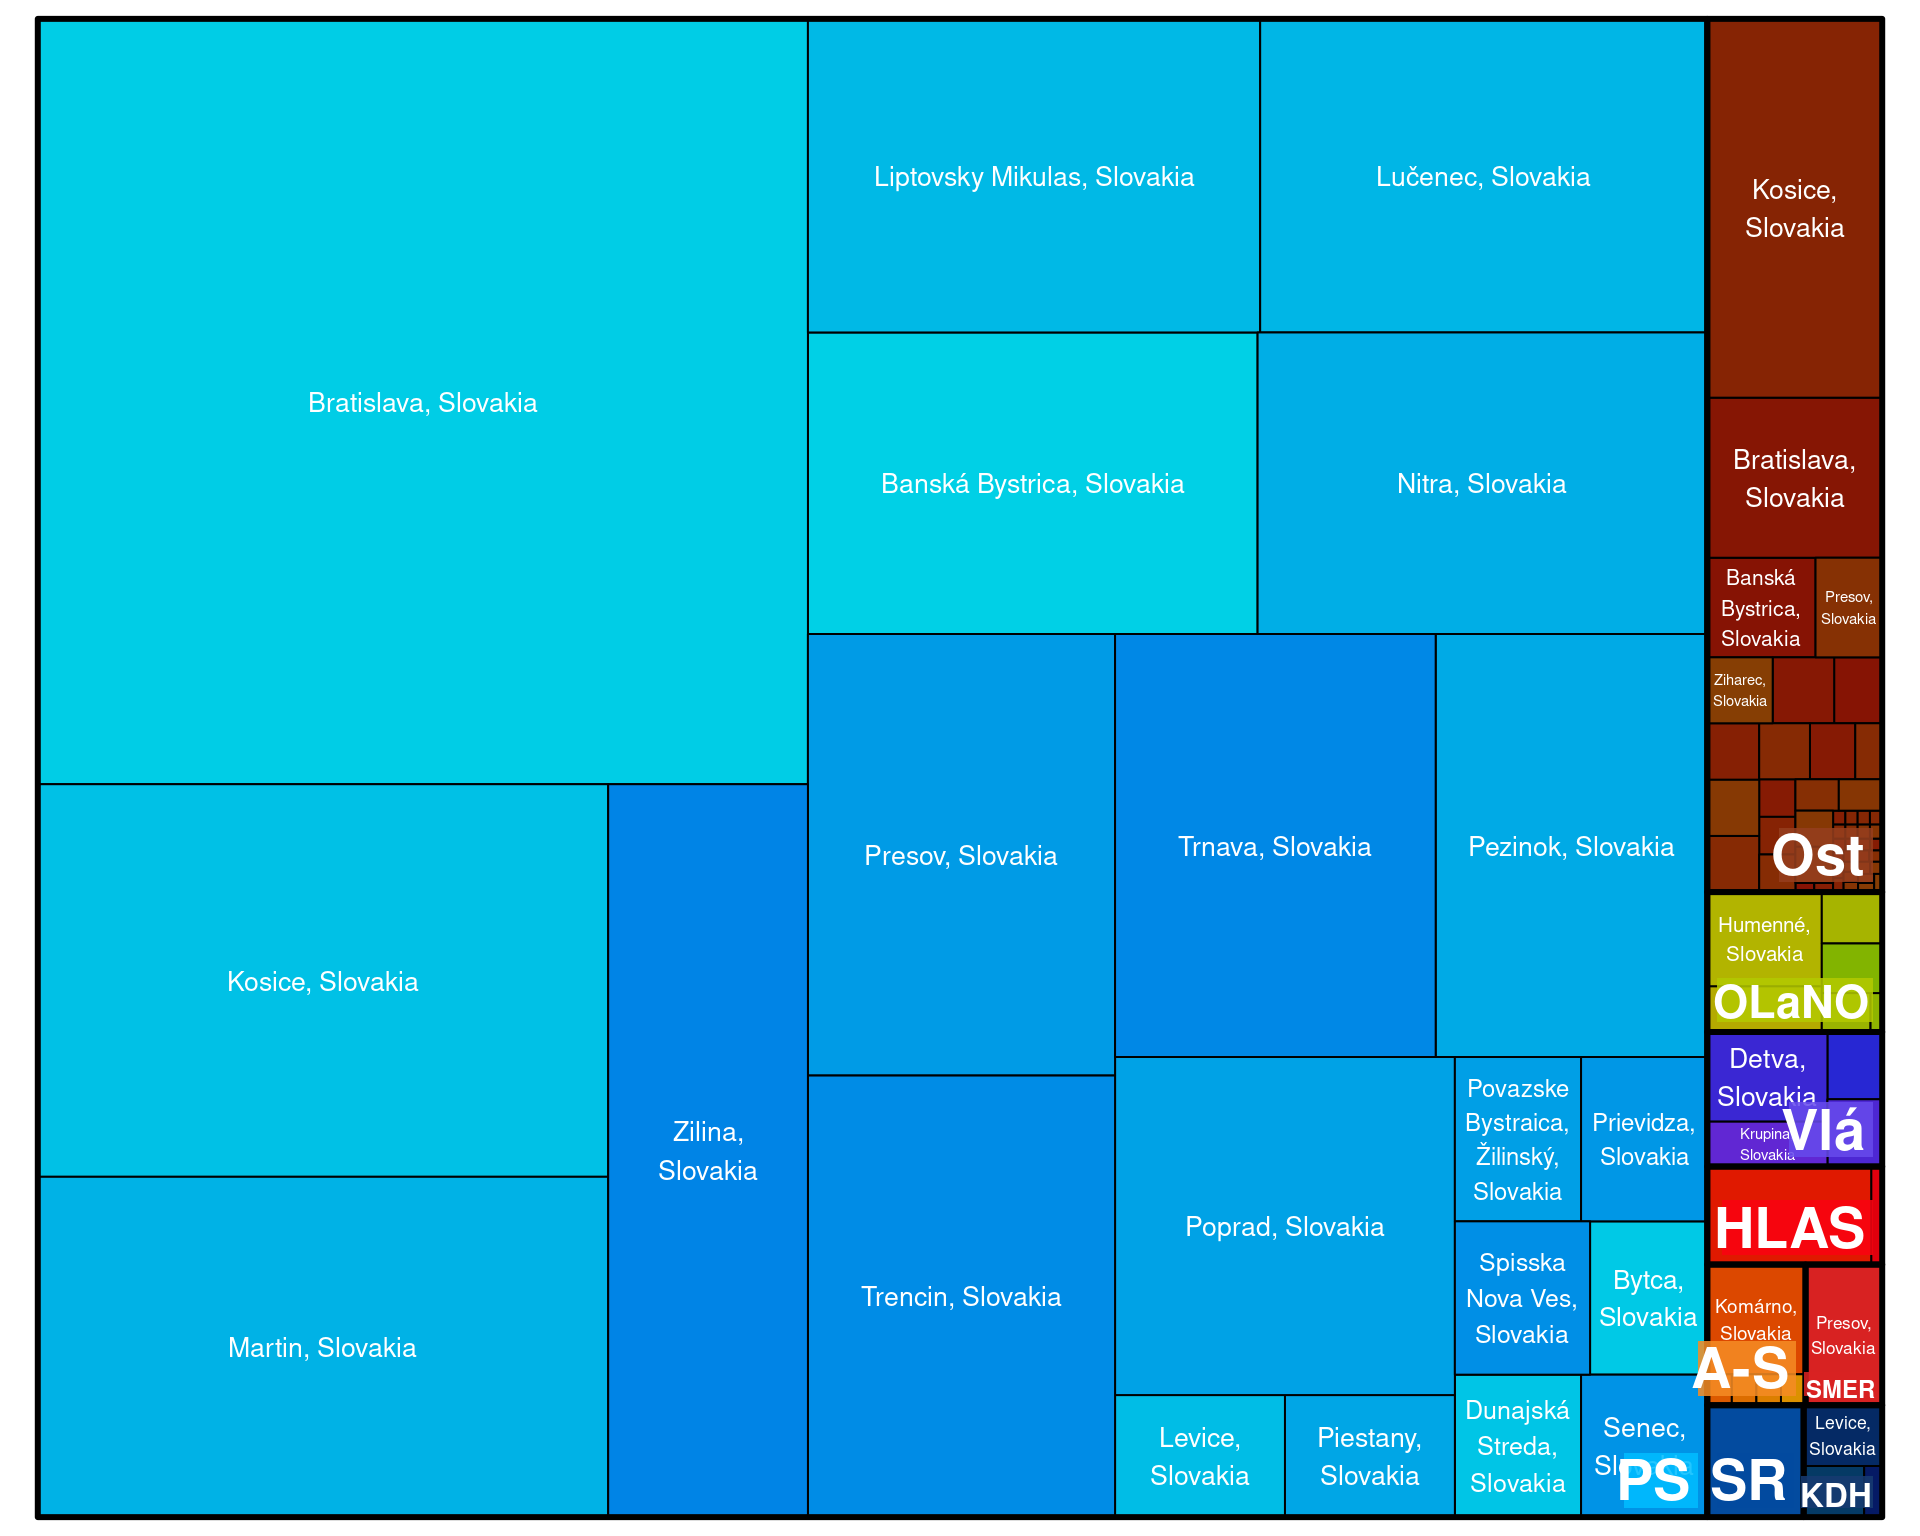 Bratislava, Slovakia
Liptovsky Mikulas, Slovakia
Lučenec, Slovakia
Banská Bystrica, Slovakia
Nitra, Slovakia
Kosice, Slovakia
Martin, Slovakia
Zilina,
Slovakia
Presov, Slovakia
Trnava, Slovakia
Pezinok, Slovakia
Trencin, Slovakia
Poprad, Slovakia
Levice,
Slovakia
Piestany,
Slovakia
Povazske
Bystraica,
Žilinský,
Slovakia
Prievidza,
Slovakia
Spisska
Nova Ves,
Slovakia
Bytca,
Slovakia
Dunajská
Streda,
Slovakia
Senec,
Slovakia
PS
Kosice,
Slovakia
Bratislava,
Slovakia
Banská
Bystrica,
Slovakia
Presov,
Slovakia
Ziharec,
Slovakia
Ost
Humenné,
Slovakia
OLaNO
Detva,
Slovakia
Krupina
Slovakia
Vlá
HLAS
Komárno,
Slovakia
A-S
Presov,
Slovakia
SMER
SR
Levice,
Slovakia
KDH